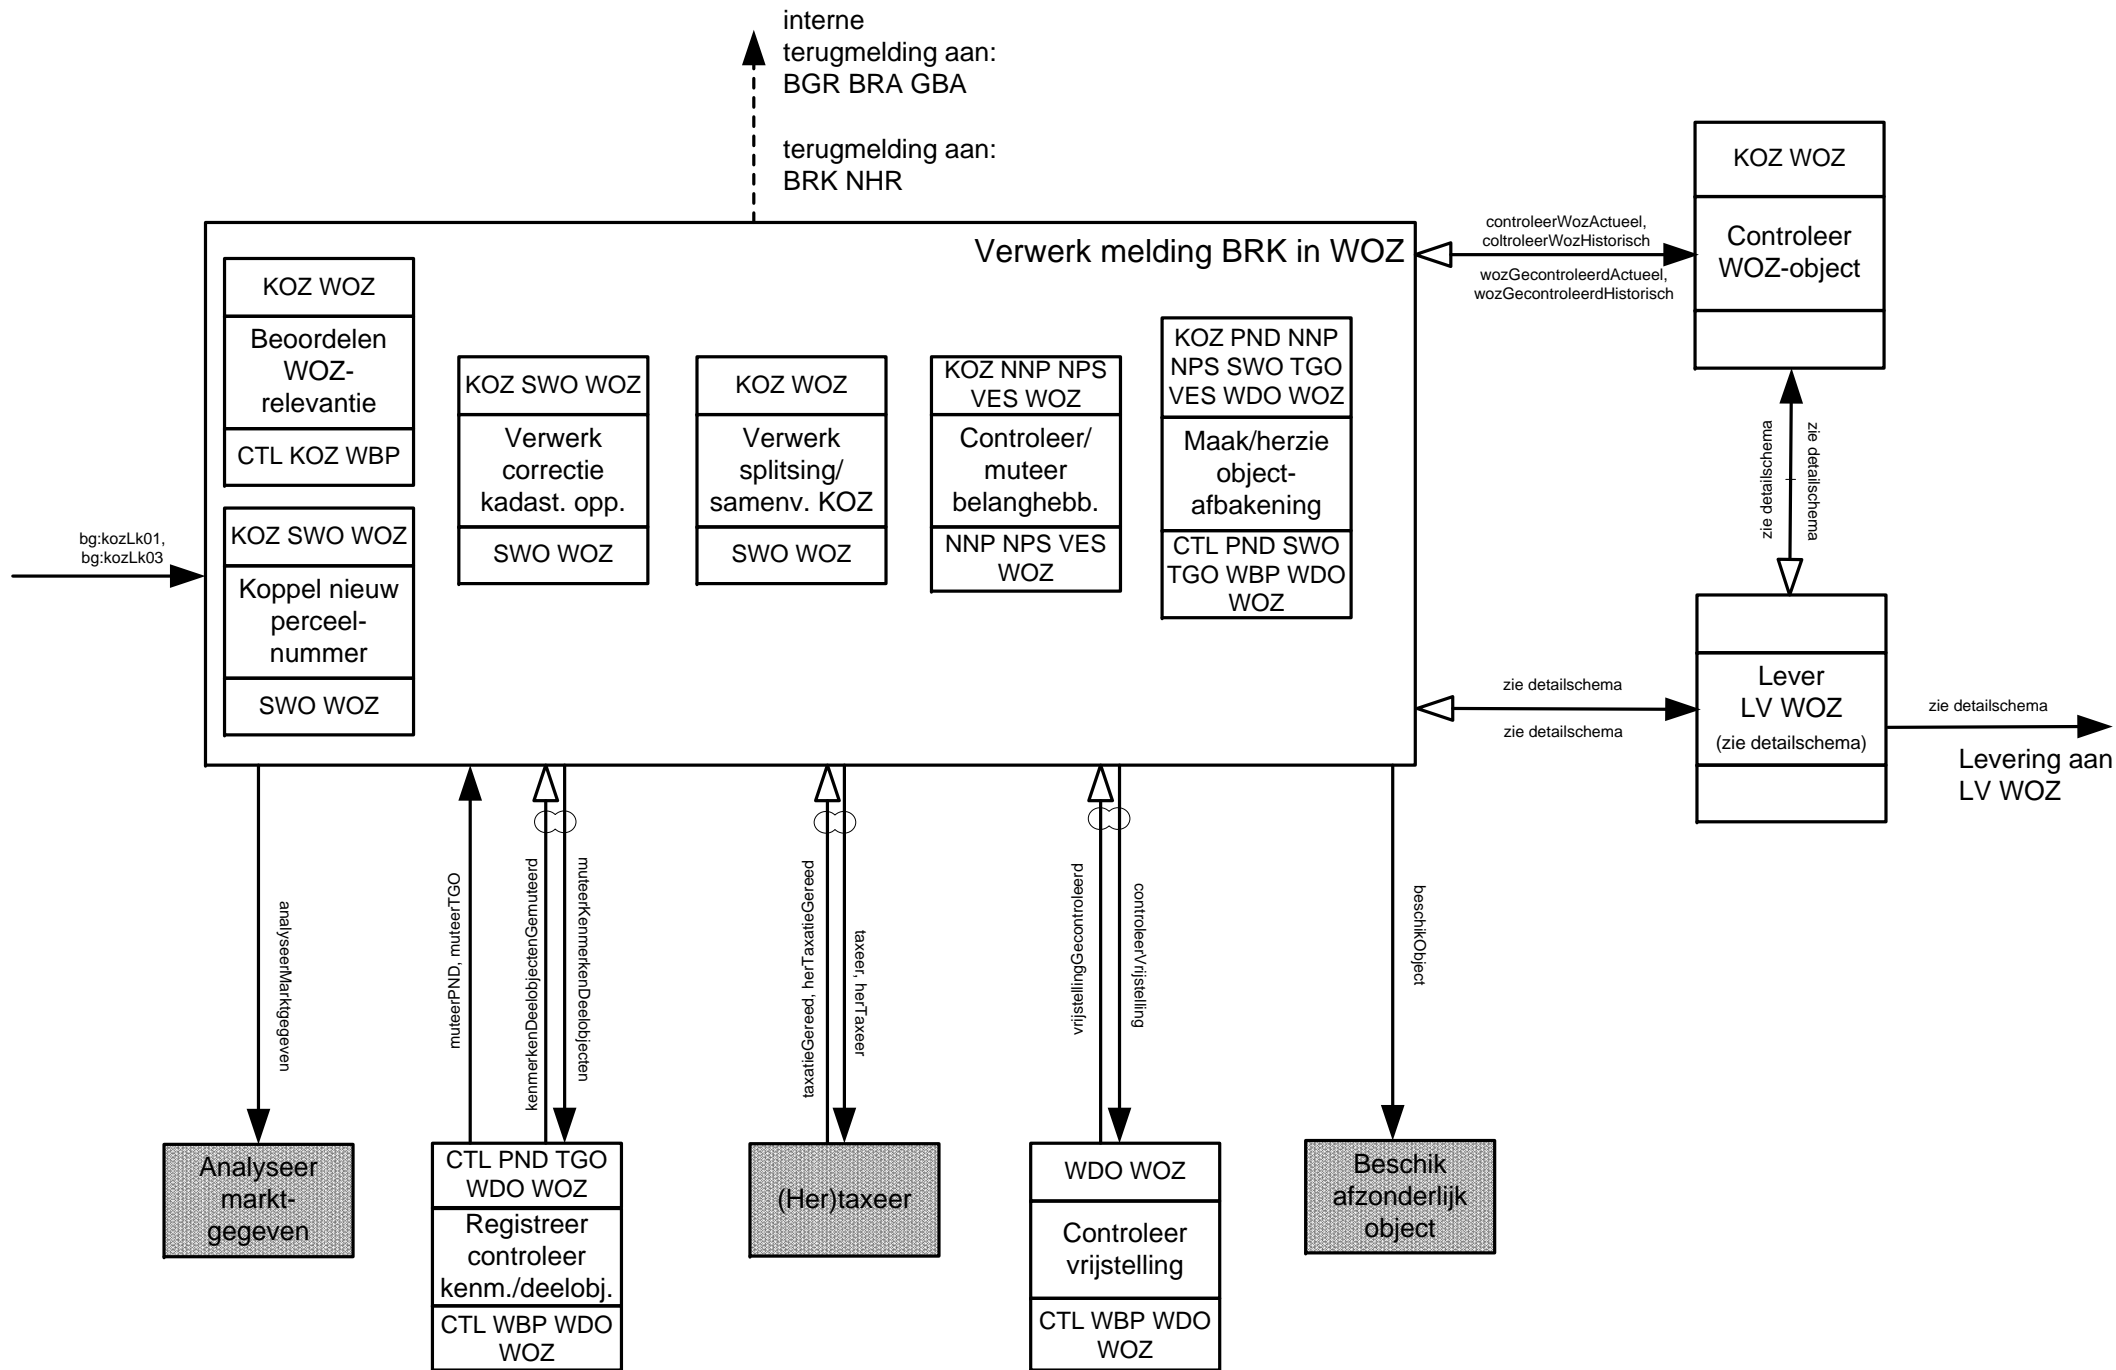 interne
terugmelding aan:
BGR BRA GBA
terugmelding aan:
BRK NHR
Verwerk melding BRK in WOZ
KOZ WOZ
Beoordelen
WOZ-
relevantie
CTL KOZ WBP
KOZ SWO WOZ
Koppel nieuw
perceel-
nummer
SWO WOZ
KOZ SWO WOZ
Verwerk
correctie
kadast. opp.
SWO WOZ
KOZ WOZ
Verwerk
splitsing/
samenv. KOZ
SWO WOZ
KOZ NNP NPS
VES WOZ
Controleer/
muteer
belanghebb.
NNP NPS VES
WOZ
KOZ PND NNP
NPS SWO TGO
VES WDO WOZ
Maak/herzie
object-
afbakening
CTL PND SWO
TGO WBP WDO
WOZ
bg:kozLk01,
bg:kozLk03
controleerWozActueel,
coltroleerWozHistorisch
wozGecontroleerdActueel,
wozGecontroleerdHistorisch
KOZ WOZ
Controleer
WOZ-object
zie detailschema
zie detailschema
zie detailschema
zie detailschema
Lever
LV WOZ
(zie detailschema)
zie detailschema
Levering aan
LV WOZ
analyseerMarktgegeven
muteerPND, muteerTGO
kenmerkenDeelobjectenGemuteerd
muteerKenmerkenDeelobjecten
taxatieGereed, herTaxatieGereed
taxeer, herTaxeer
vrijstellingGecontroleerd
controleerVrijstelling
beschikObject
Analyseer
markt-
gegeven
CTL PND TGO
WDO WOZ
Registreer
controleer
kenm./deelobj.
CTL WBP WDO
WOZ
(Her)taxeer
WDO WOZ
Controleer
vrijstelling
CTL WBP WDO
WOZ
Beschik
afzonderlijk
object